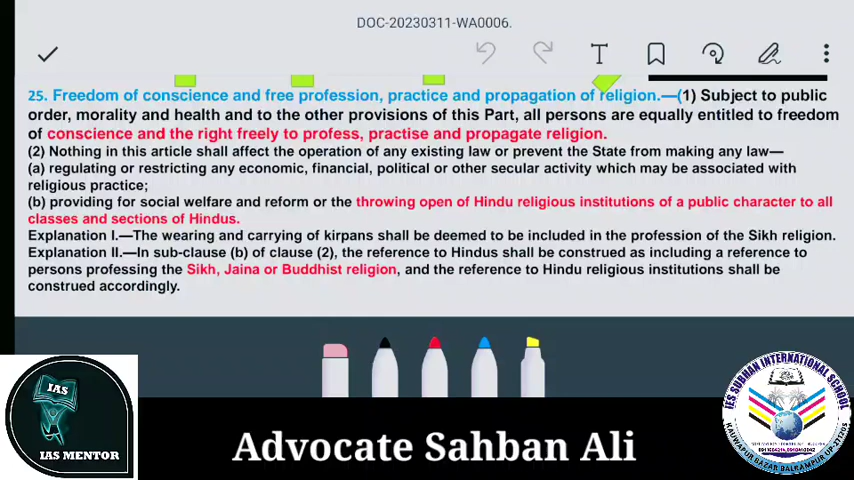 DOC-20230311-WA0006.
T
25. Freedom of conscience and free profession, practice and propagation of religion.—(1) Subject to public
order, morality and health and to the other provisions of this Part, all persons are equally entitled to freedom
of conscience and the right freely to profess, practise and propagate religion.
(2) Nothing in this article shall affect the operation of any existing law or prevent the State from making any law—
(a) regulating or restricting any economic, financial, political or other secular activity which may be associated with
religious practice;
(b) providing for social welfare and reform or the throwing open of Hindu religious institutions of a public character to all
classes and sections of Hindus.
Explanation I.—The wearing and carrying of kirpans shall be deemed to be included in the profession of the Sikh religion.
Explanation II.—In sub-clause (b) of clause (2), the reference to Hindus shall be construed as including a reference to
persons professing the Sikh, Jaina or Buddhist religion, and the reference to Hindu religious institutions shall be
construed accordingly.
IAS
IAS MENTOR
Advocate Sahban Ali
IES SUBHAN INTERNATIONAL SCHOOL
KAUWAPUR BAZAR BALRAMPUR UP-271205